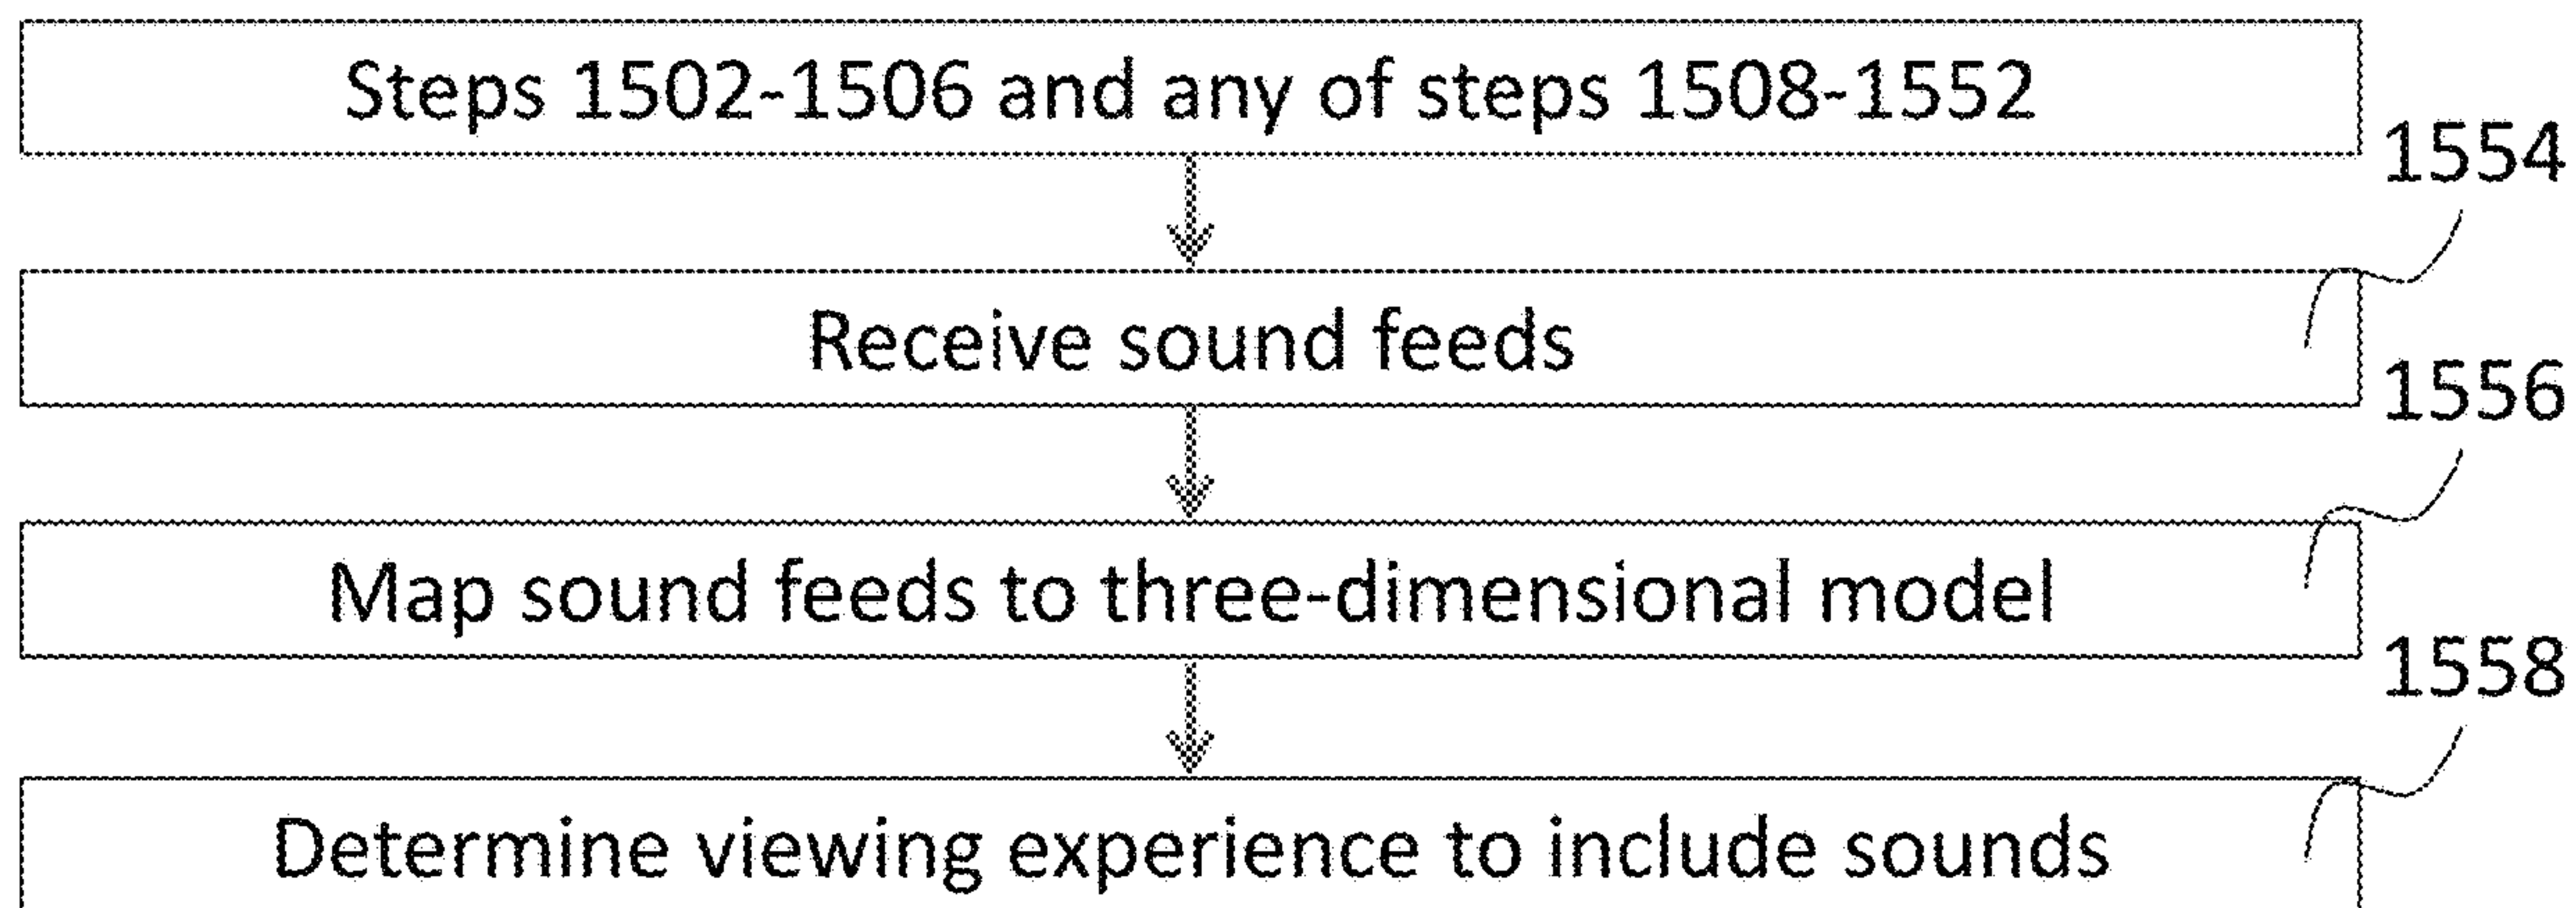 Steps 1502-1506 and any of steps 1508-1552
1554
Receive sound feeds
1556
Map sound feeds to three-dimensional model
1558
Determine viewing experience to include sounds